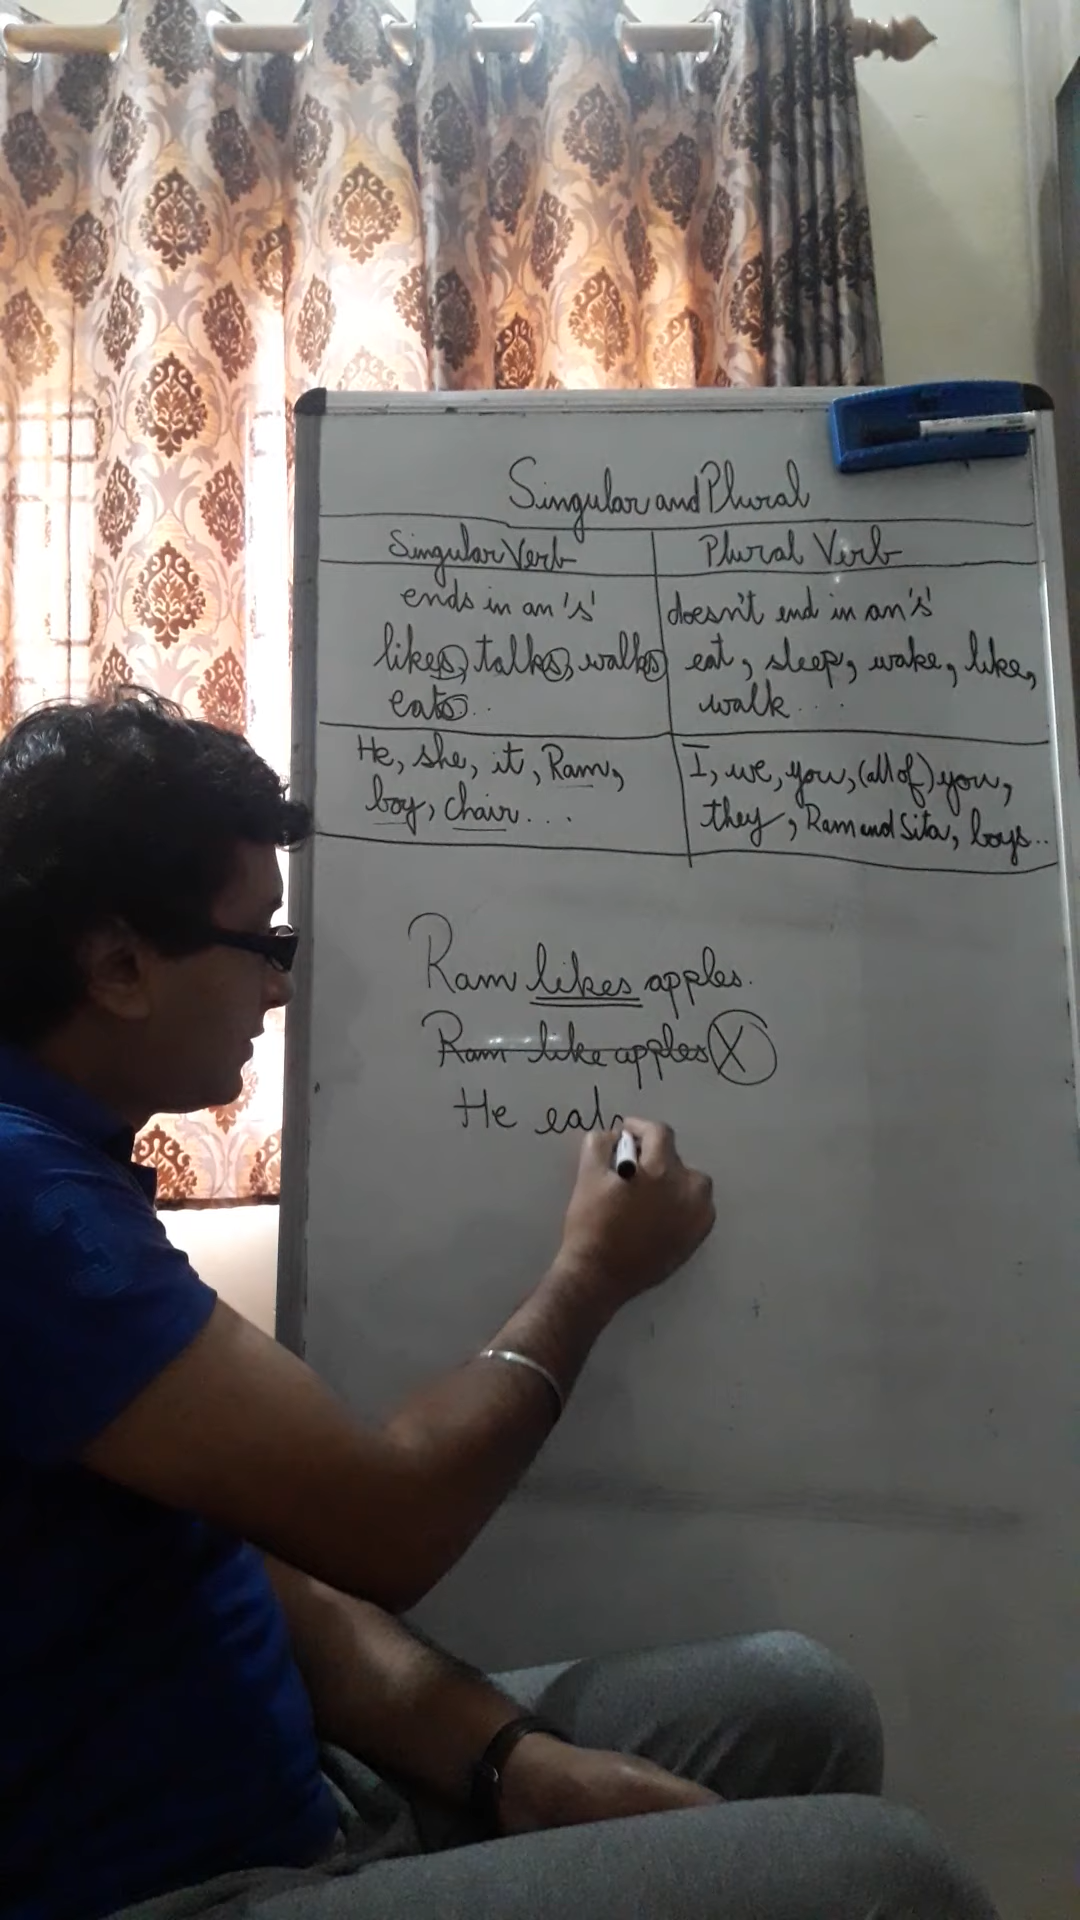 Singular and Plural
Singular Verb
Plural Verb
ends in an 's'
likes, talks, walks
eats..
doesn't end in an 's'
eat, sleep, wake, like,
walk....
He, she, it, Ram,
boy, chair...
I, we, you, (all of) you,
they, Ram and Sita, boys..
Ram likes apples.
Ram like apples X
He eats